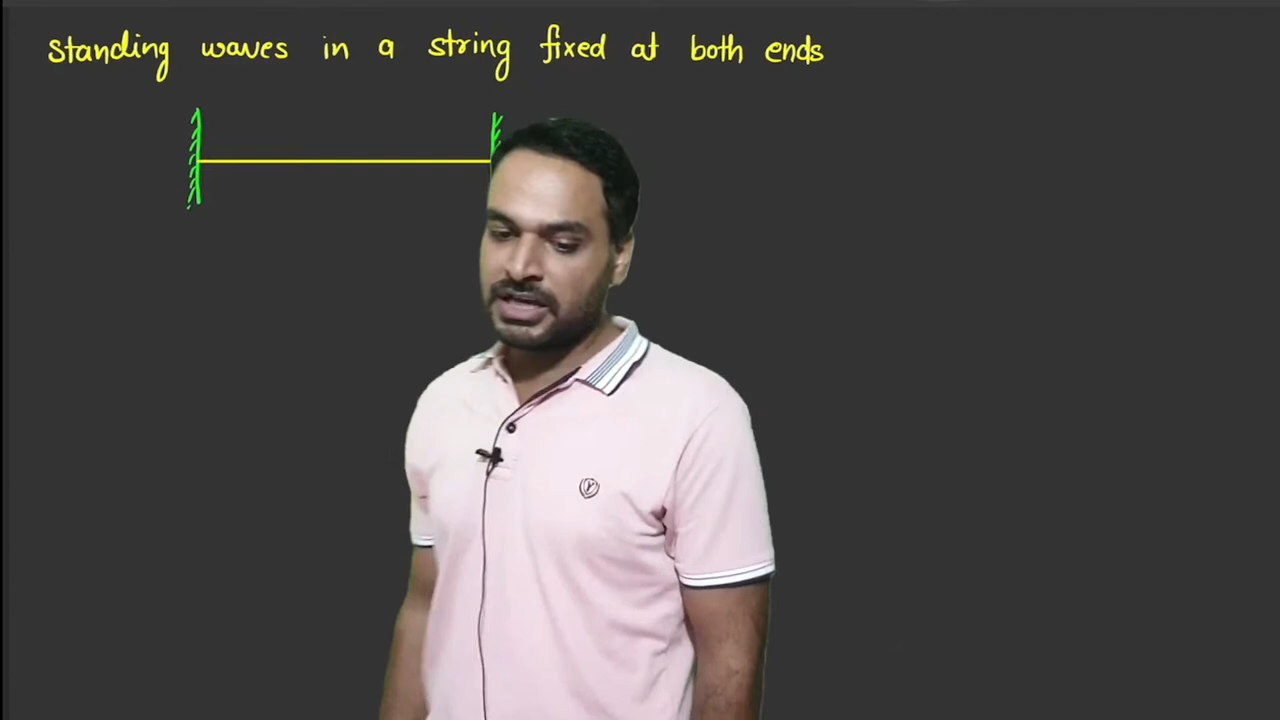 standing waves in a string fixed at both ends